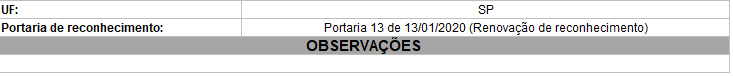 UF: SP
Portaria de reconhecimento: Portaria 13 de 13/01/2020 (Renovação de reconhecimento)
OBSERVAÇÕES